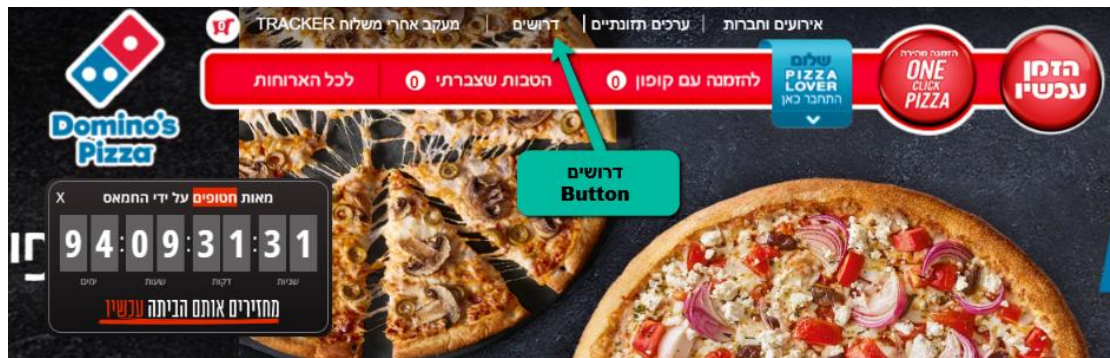 אירועים וחברות | ערכים תזונתיים | דרושים | מעקב אחרי משלוח TRACKER
0
הזמן עכשיו
הזמנה מהירה
ONE
CLICK
PIZZA
שלום
PIZZA
LOVER
התחבר כאן
להזמנה עם קופון 0
הטבות שצברתי 0
לכל הארוחות
Domino's
Pizza
דרושים
Button
מאות חטופים על ידי החמאס X
94:09:31:31
ימים שעות דקות שניות
מחזירים אותם הביתה עכשיו